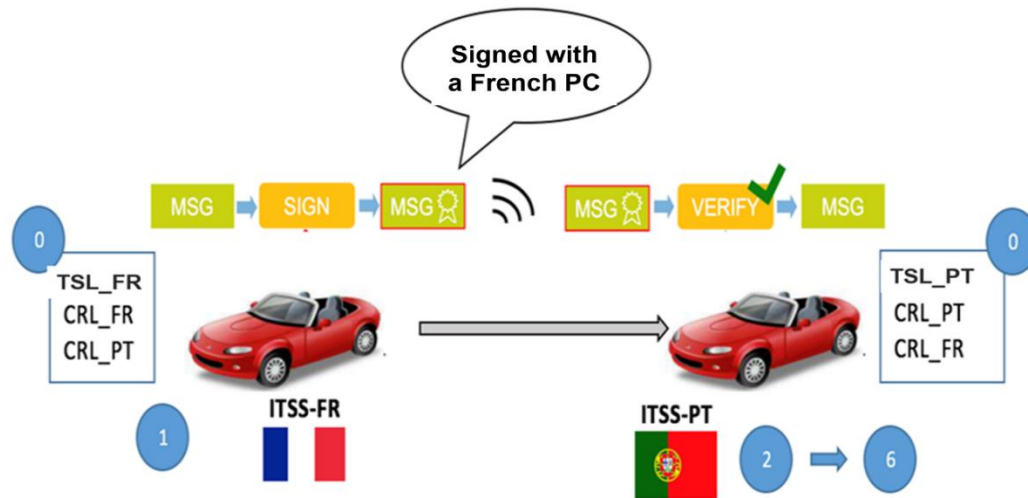 Signed with
a French PC
MSG
SIGN
MSG
MSG
VERIFY
MSG
0
0
TSL_FR
CRL_FR
CRL_PT
TSL_PT
CRL_PT
CRL_FR
ITSS-FR
ITSS-PT
1
2
6